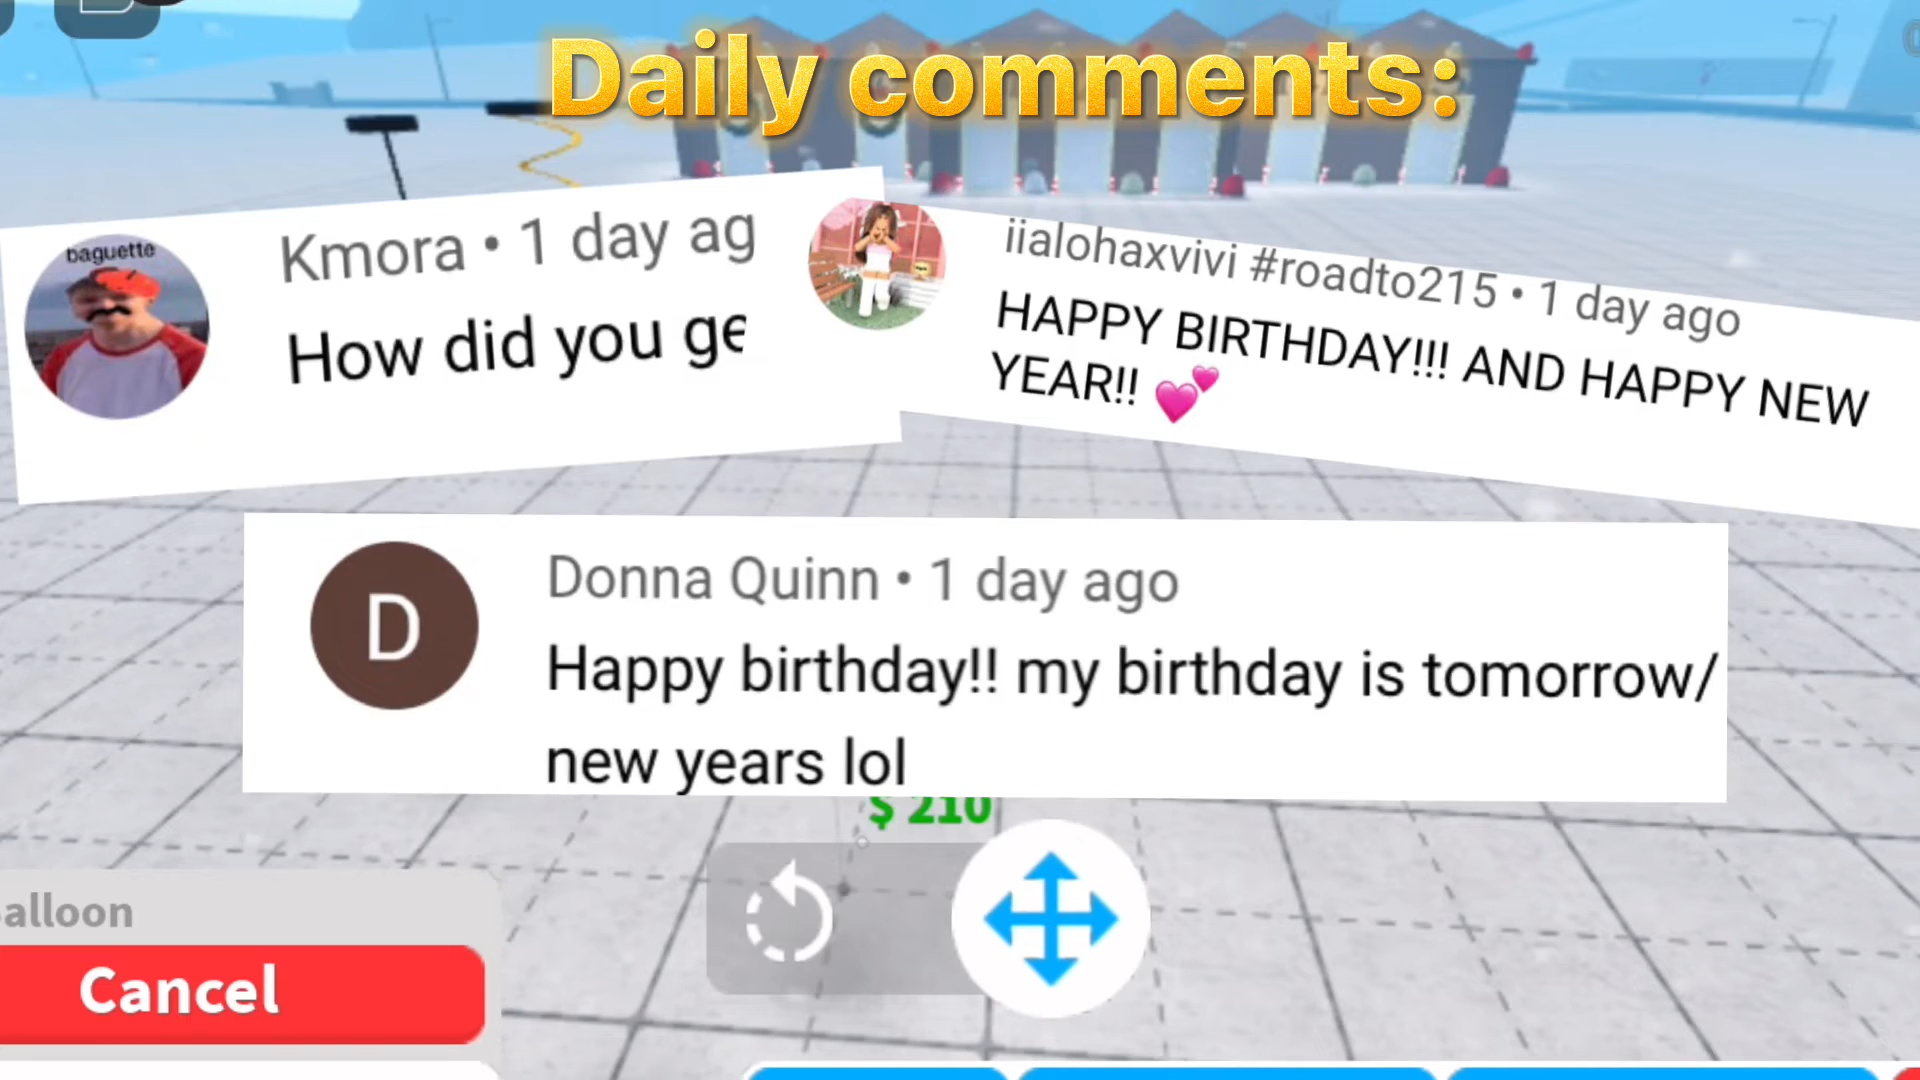 Daily comments:
baguette
Kmora • 1 day ag
How did you ge
iialohaxvivi #roadto215 • 1 day ago
HAPPY BIRTHDAY!!! AND HAPPY NEW
YEAR!! 💕
D
Donna Quinn • 1 day ago
Happy birthday!! my birthday is tomorrow/
new years lol
$ 210
alloon
Cancel